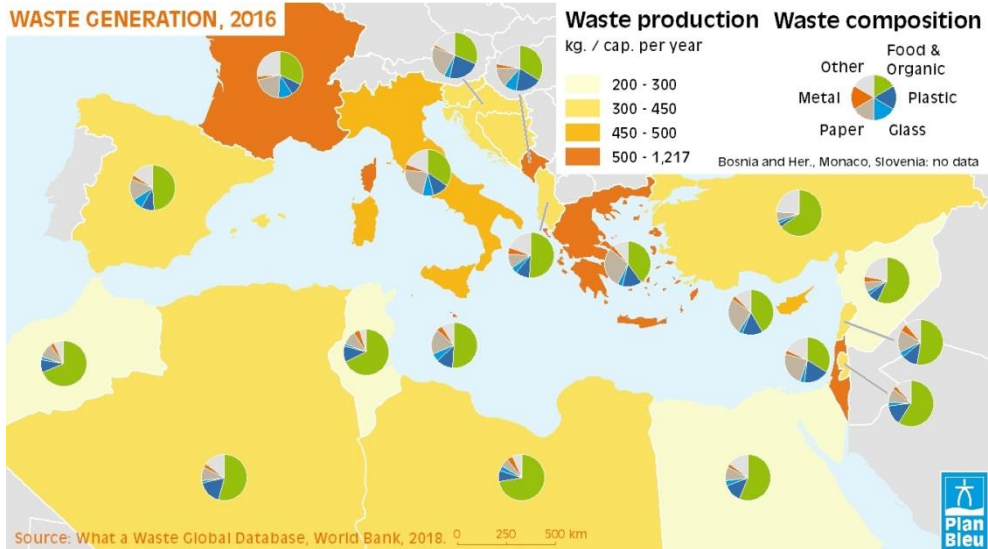 WASTE GENERATION, 2016
Waste production
kg. / cap. per year
200 - 300
300 - 450
450 - 500
500 - 1,217
Waste composition
Food &
Organic
Other
Metal
Plastic
Paper
Glass
Bosnia and Her., Monaco, Slovenia: no data
Source: What a Waste Global Database, World Bank, 2018.
0 250 500 km
Plan
Bleu